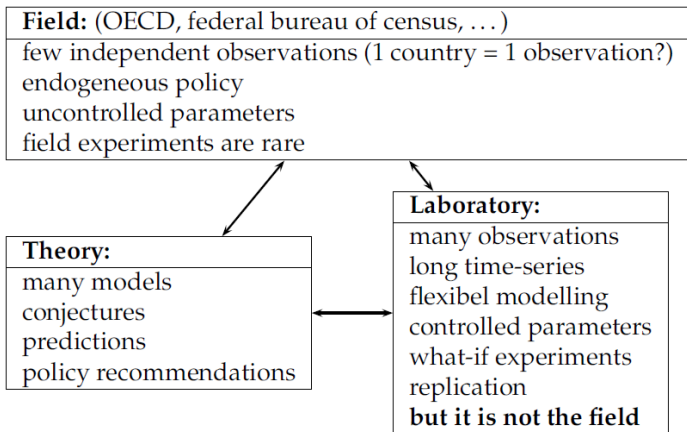 Field: (OECD, federal bureau of census, …)
few independent observations (1 country = 1 observation?)
endogeneous policy
uncontrolled parameters
field experiments are rare
Theory:
many models
conjectures
predictions
policy recommendations
Laboratory:
many observations
long time-series
flexibel modelling
controlled parameters
what-if experiments
replication
but it is not the field